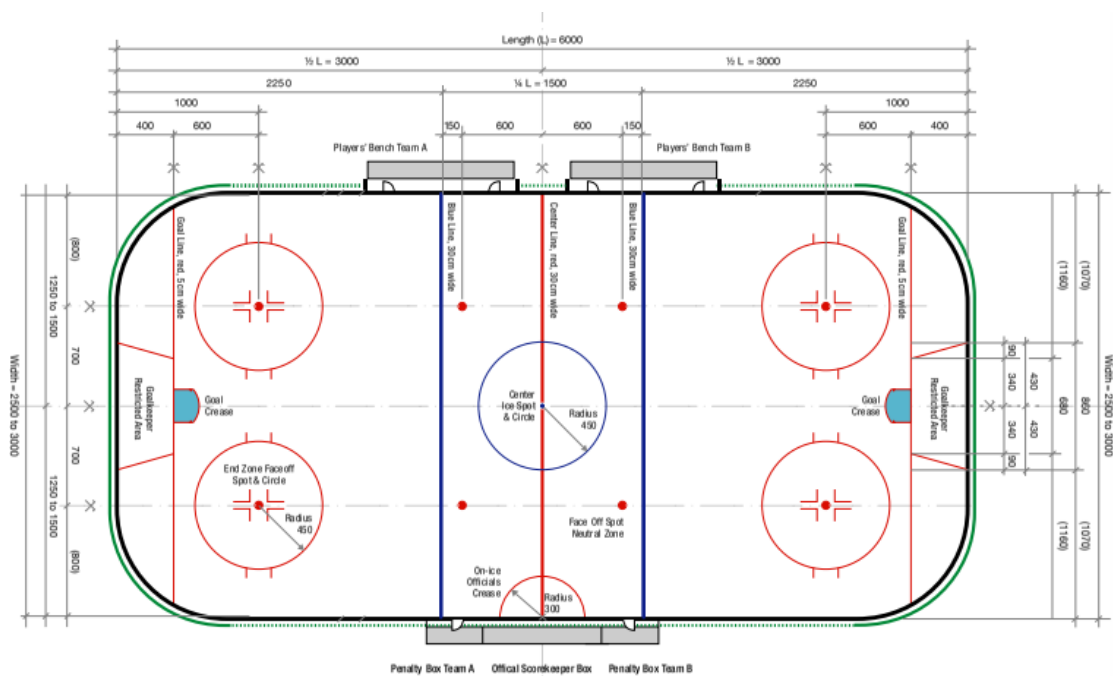 Length (L) = 6000
½ L = 3000
½ L = 3000
2250
¼ L = 1500
2250
1000
1000
400
600
150
600
600
150
600
400
Players' Bench Team A
Players' Bench Team B
Goal Line, red, 5cm wide
Blue Line, 30cm wide
Center Line, red, 30cm wide
Blue Line, 30cm wide
Goal Line, red, 5cm wide
Width = 2500 to 3000
1250 to 1500
1250 to 1500
(800)
700
700
(800)
Goalkeeper
Restricted Area
Goal
Crease
Center
Ice Spot
& Circle
Radius
450
Goal
Crease
Goalkeeper
Restricted Area
90
340
340
90
430
430
(1160)
680
(1160)
(1070)
860
(1070)
Width = 2500 to 3000
End Zone Faceoff
Spot & Circle
Radius
450
Face Off Spot
Neutral Zone
On-ice
Officials
Crease
Radius
300
Penalty Box Team A
Offical Scorekeeper Box
Penalty Box Team B